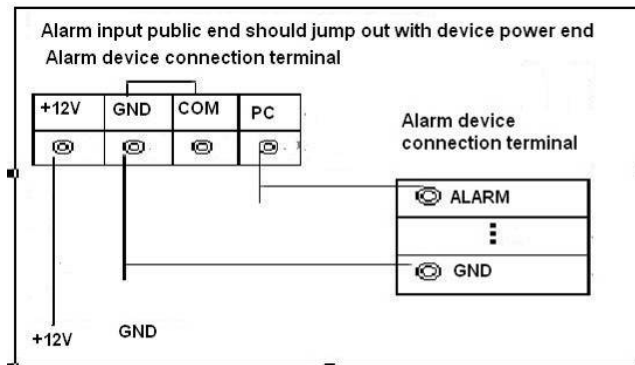 Alarm input public end should jump out with device power end
Alarm device connection terminal
+12V GND COM PC
Alarm device
connection terminal
ALARM
GND
+12V GND